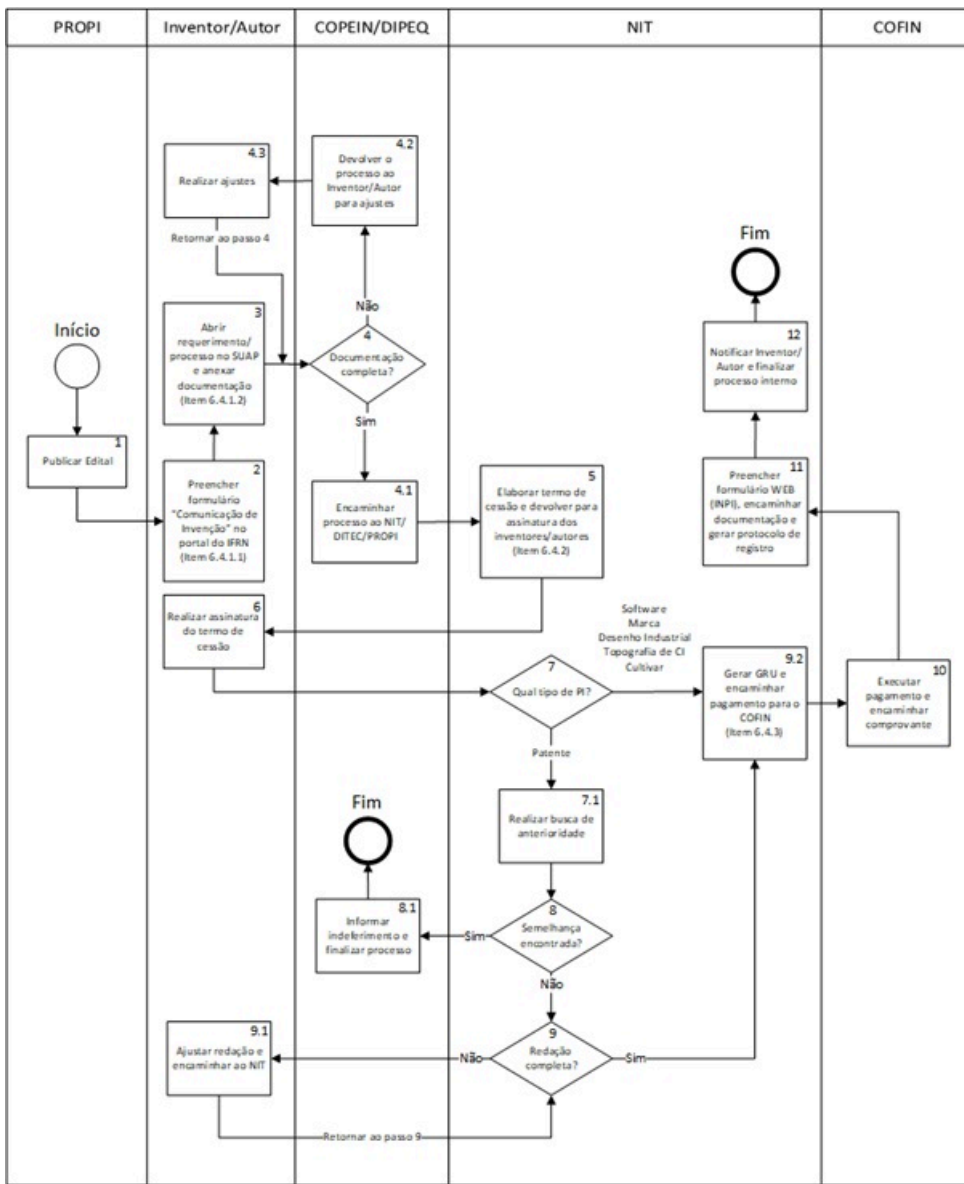 PROPI
Inventor/Autor
COPEIN/DIPEQ
NIT
COFIN
4.3
Realizar ajustes
4.2
Devolver o
processo ao
Inventor/Autor
para ajustes
Retornar ao passo 4
Fim
Não
Início
3
Abrir
requerimento/
processo no SUAP
e anexar
documentação
(Item 6.4.1.2)
4
Documentação
completa?
12
Notificar Inventor/
Autor e finalizar
processo interno
Sim
1
Publicar Edital
2
Preencher
formulário
"Comunicação de
Invenção" no
portal do IFRN
(Item 6.4.1.1)
4.1
Encaminhar
processo ao NIT/
DITEC/PROPI
5
Elaborar termo de
cessão e devolver para
assinatura dos
inventores/autores
(Item 6.4.2)
11
Preencher
formulário WEB
(INPI), encaminhar
documentação e
gerar protocolo de
registro
6
Realizar assinatura
do termo de
cessão
Software
Marca
Desenho Industrial
Topografia de CI
Cultivar
7
Qual tipo de PI?
9.2
Gerar GRU e
encaminhar
pagamento para o
COFIN
(Item 6.4.3)
10
Executar
pagamento e
encaminhar
comprovante
Patente
Fim
7.1
Realizar busca de
anterioridade
8.1
Informar
indeferimento e
finalizar processo
Sim
8
Semelhança
encontrada?
Não
9.1
Ajustar redação e
encaminhar ao NIT
Não
9
Redação
completa?
Sim
Retornar ao passo 9